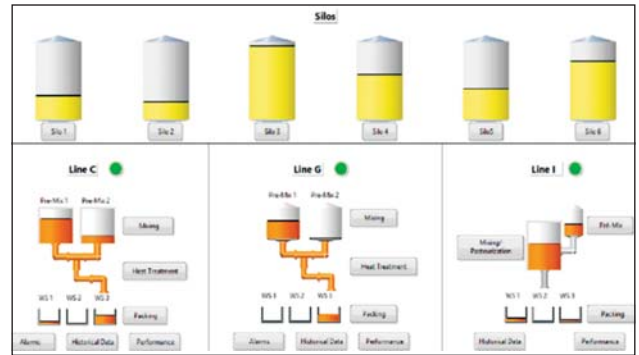 Silos
Silo 1
Silo 2
Silo 3
Silo 4
Silo5
Silo 6
Line C
Pre-Mix 1 Pre-Mix 2
Mixing
Heat Treatment
WS 1 WS 2 WS 3
Packing
Alarms Historical Data Performance
Line G
Pre-Mix 1 Pre-Mix 2
Mixing
Heat Treatment
WS 1 WS 2 WS 3
Packing
Alarms Historical Data Performance
Line I
Pre-Mix
Mixing/
Pasteurization
WS 1 WS 2 WS 3
Packing
Historical Data Performance